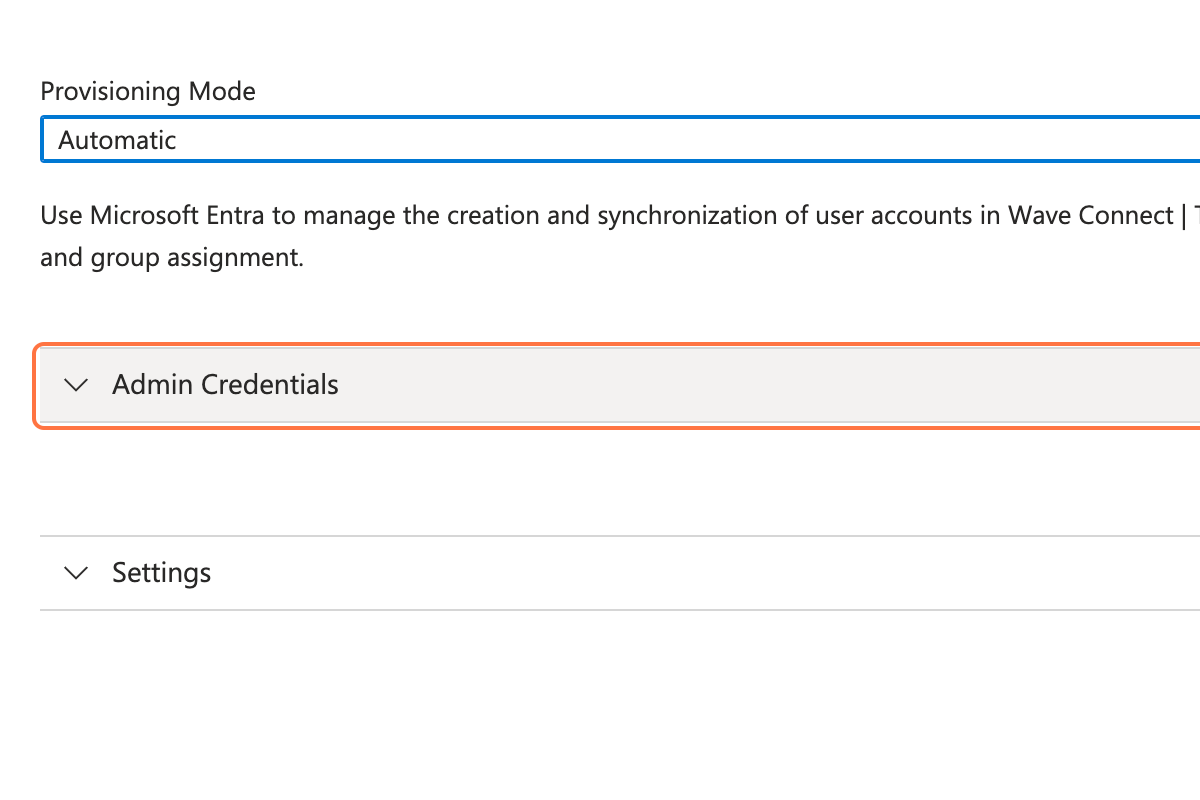 Provisioning Mode
Automatic
Use Microsoft Entra to manage the creation and synchronization of user accounts in Wave Connect |
and group assignment.
Admin Credentials
Settings